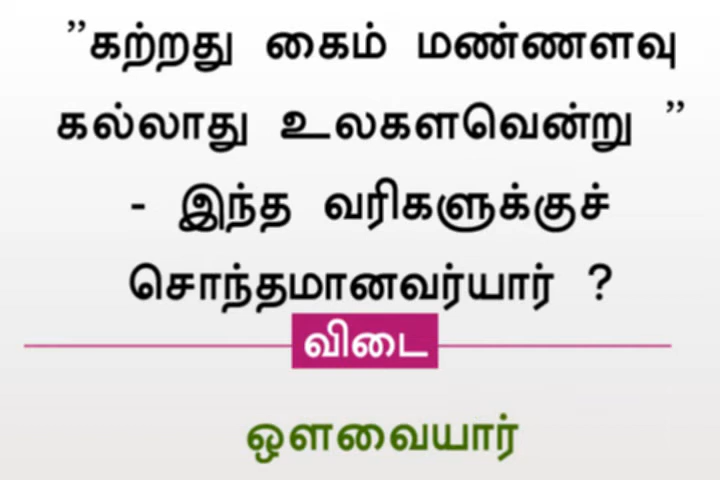 ”கற்றது கைம் மண்ணளவு
கல்லாது உலகளவென்று ”
- இந்த வரிகளுக்குச்
சொந்தமானவர்யார் ?
விடை
ஔவையார்